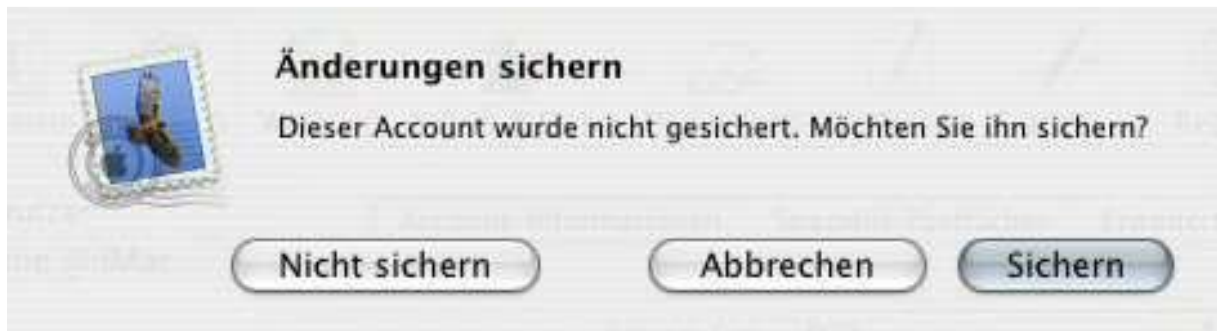 Änderungen sichern
Dieser Account wurde nicht gesichert. Möchten Sie ihn sichern?
Nicht sichern Abbrechen Sichern